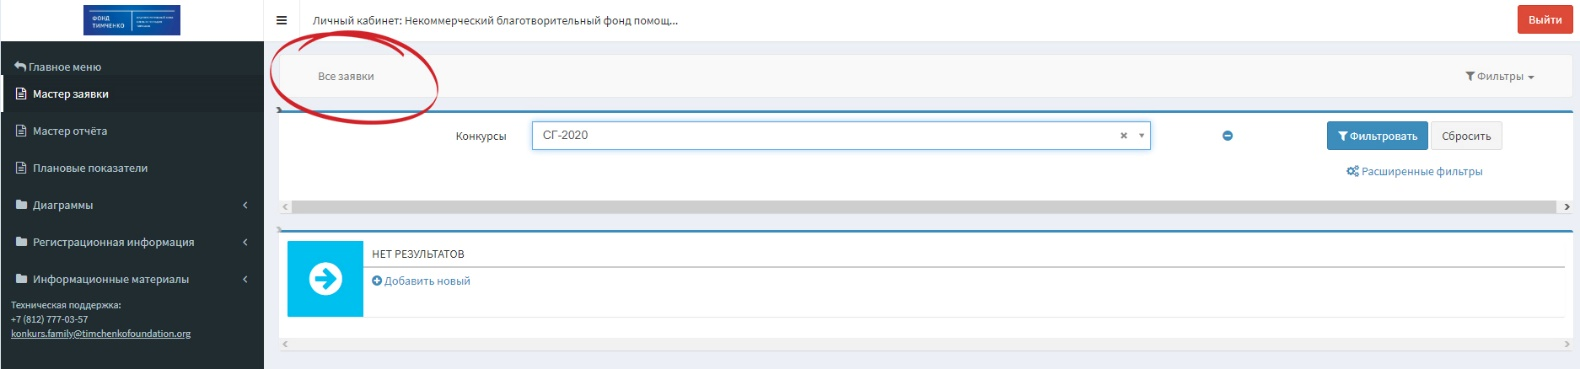 ФОНД
ТИМЧЕНКО
Личный кабинет: Некоммерческий благотворительный фонд помощ...
Выйти
Главное меню
Мастер заявки
Мастер отчёта
Плановые показатели
Диаграммы
Регистрационная информация
Информационные материалы
Техническая поддержка:
+7 (812) 777-03-57
konkurs.family@timchenkofoundation.org
Все заявки
Фильтры
Конкурсы
СГ-2020
Фильтровать
Сбросить
Расширенные фильтры
НЕТ РЕЗУЛЬТАТОВ
Добавить новый